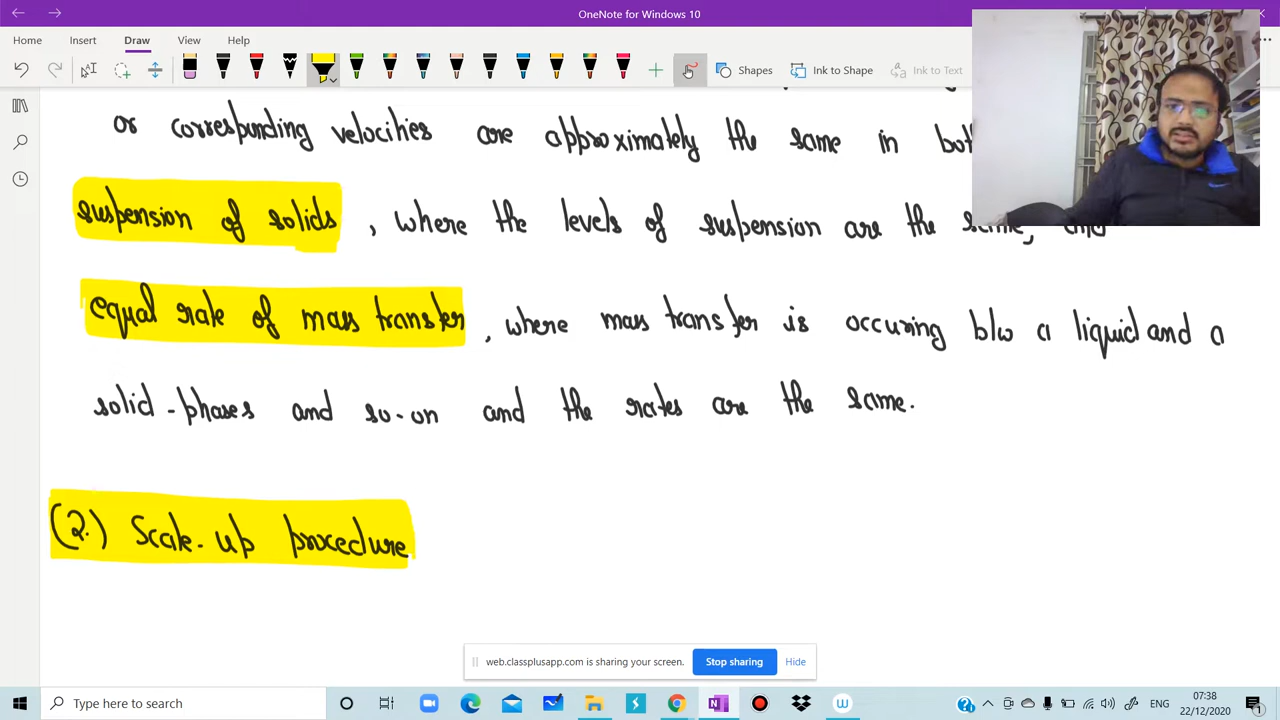 OneNote for Windows 10
Home Insert Draw View Help
Shapes Ink to Shape Ink to Text
or corresponding velocities are approximately the same in
suspension of solids , where the levels of suspension are the same, and
equal rate of mass transfer , where mass transfer is occuring b/w a liquid and a
solid-phases and so-on and the rates are the same.
(2.) Scale-up procedure
web.classplusapp.com is sharing your screen. Stop sharing Hide
Type here to search
ENG
07:38
22/12/2020